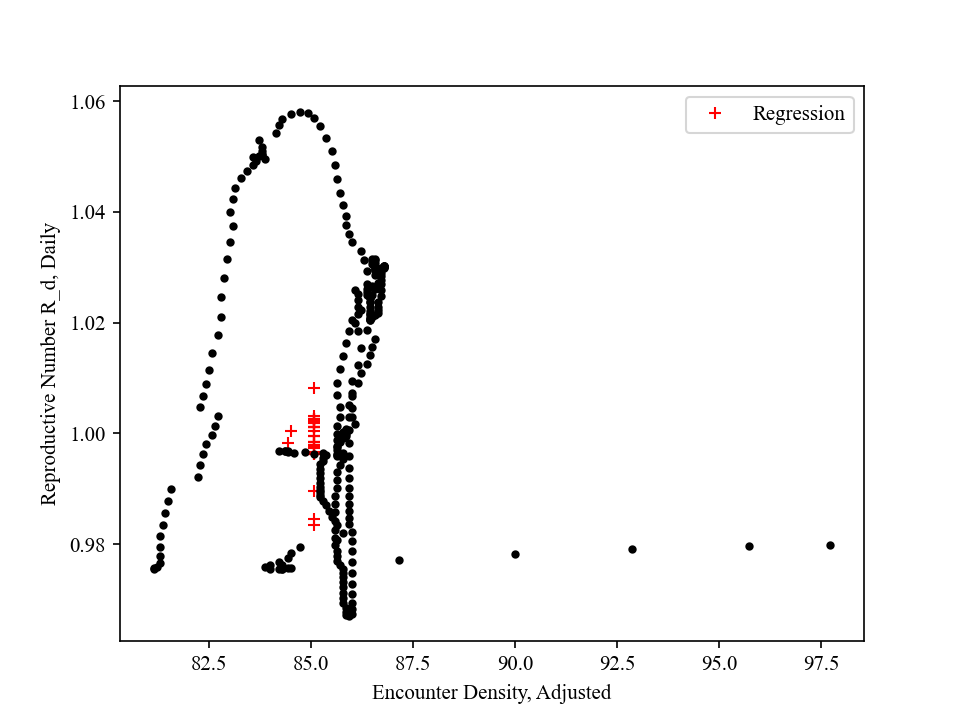 Regression
1.06
1.04
1.02
1.00
0.98
Reproductive Number R_d, Daily
82.5 85.0 87.5 90.0 92.5 95.0 97.5
Encounter Density, Adjusted